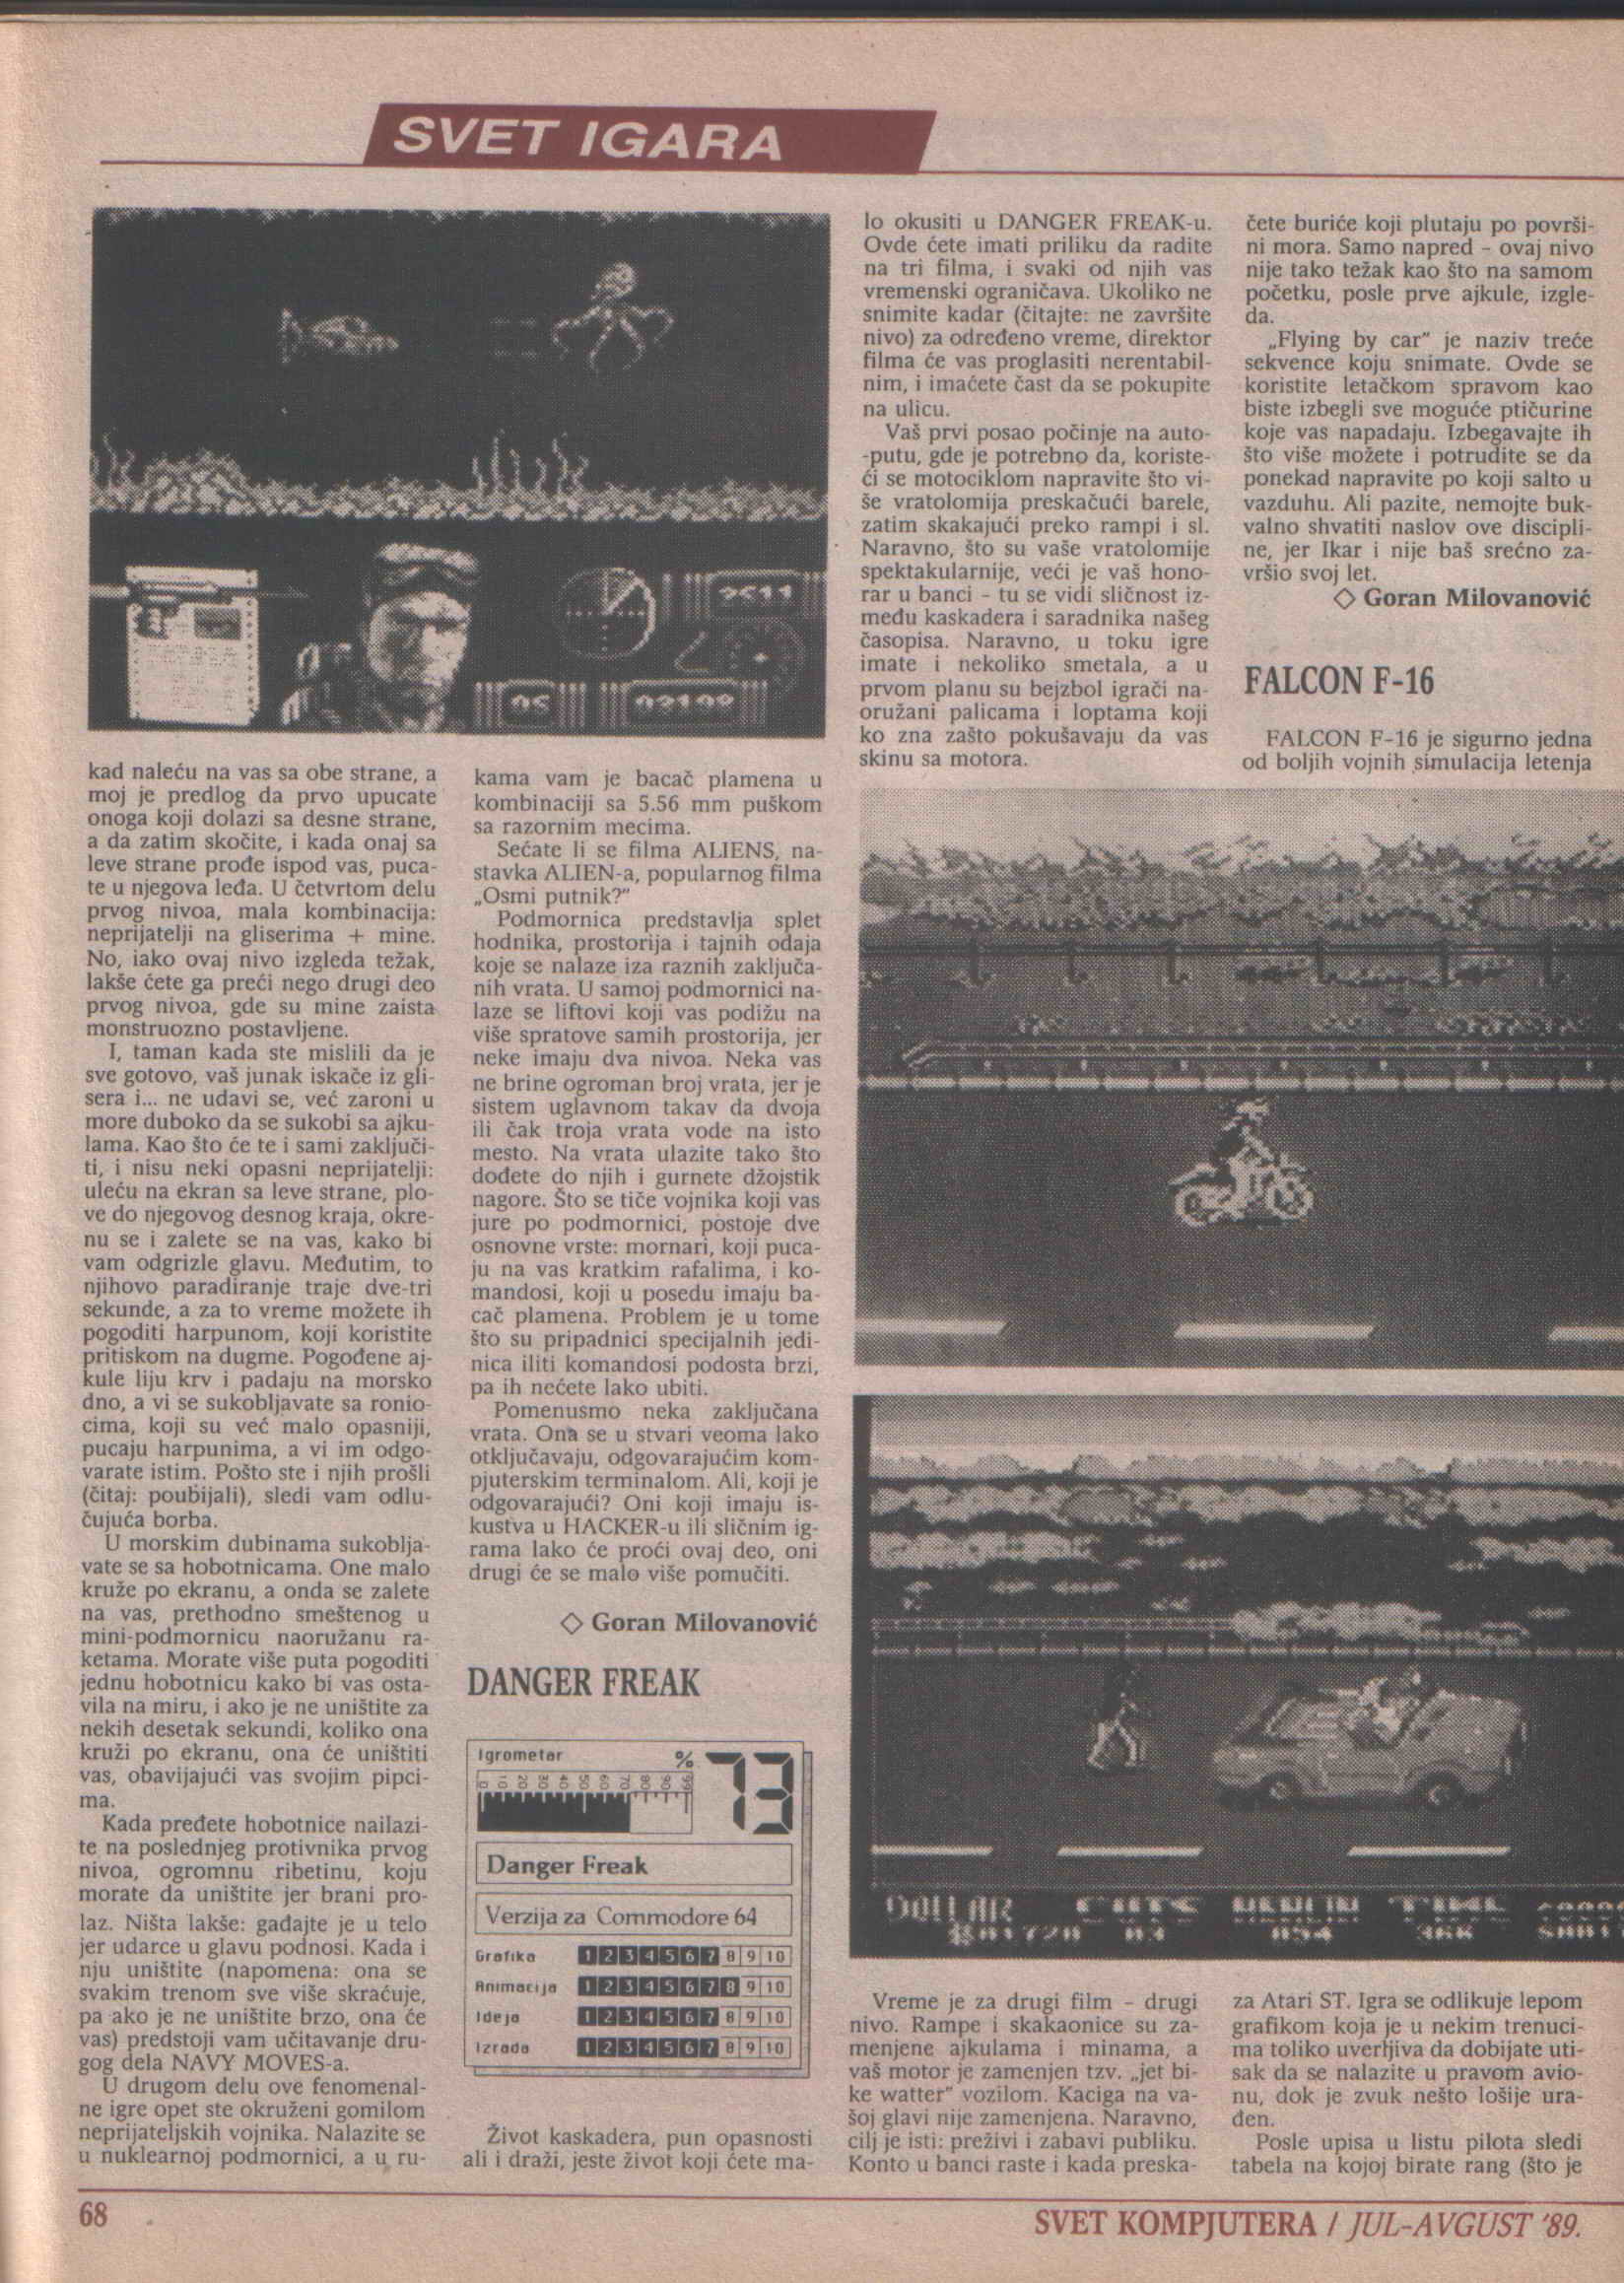 SVET IGARA
kad naleću na vas sa obe strane, a
moj je predlog da prvo upucate
onoga koji dolazi sa desne strane,
a da zatim skočite, i kada onaj sa
leve strane prođe ispod vas, puca-
te u njegova leđa. U četvrtom delu
prvog nivoa, mala kombinacija:
neprijatelji na gliserima + mine.
No, iako ovaj nivo izgleda težak,
lakše ćete ga preći nego drugi deo
prvog nivoa, gde su mine zaista
monstruozno postavljene.
I, taman kada ste mislili da je
sve gotovo, vaš junak iskače iz gli-
sera i... ne udavi se, već zaroni u
more duboko da se sukobi sa ajku-
lama. Kao što će te i sami zaključi-
ti, i nisu neki opasni neprijatelji:
uleću na ekran sa leve strane, plo-
ve do njegovog desnog kraja, okre-
nu se i zalete se na vas, kako bi
vam odgrizle glavu. Međutim, to
njihovo paradiranje traje dve-tri
sekunde, a za to vreme možete ih
pogoditi harpunom, koji koristite
pritiskom na dugme. Pogođene aj-
kule liju krv i padaju na morsko
dno, a vi se sukobljavate sa ronio-
cima, koji su već malo opasniji,
pucaju harpunima, a vi im odgo-
varate istim. Pošto ste i njih prošli
(čitaj: poubijali), sledi vam odlu-
čujuća borba.
U morskim dubinama sukoblja-
vate se sa hobotnicama. One malo
kruže po ekranu, a onda se zalete
na vas, prethodno smeštenog u
mini-podmornicu naoružanu ra-
ketama. Morate više puta pogoditi
jednu hobotnicu kako bi vas osta-
vila na miru, i ako je ne uništite za
nekih desetak sekundi, koliko ona
kruži po ekranu, ona će uništiti
vas, obavijajući vas svojim pipci-
ma.
Kada pređete hobotnice nailazi-
te na poslednjeg protivnika prvog
nivoa, ogromnu ribetinu, koju
morate da uništite jer brani pro-
laz. Ništa lakše: gađajte je u telo
jer udarce u glavu podnosi. Kada i
nju uništite (napomena: ona se
svakim trenom sve više skraćuje,
pa ako je ne uništite brzo, ona će
vas) predstoji vam učitavanje dru-
gog dela NAVY MOVES-a.
U drugom delu ove fenomenal-
ne igre opet ste okruženi gomilom
neprijateljskih vojnika. Nalazite se
u nuklearnoj podmornici, a u ru-
kama vam je bacač plamena u
kombinaciji sa 5.56 mm puškom
sa razornim mecima.
Sećate li se filma ALIENS, na-
stavka ALIEN-a, popularnog filma
„Osmi putnik?"
Podmornica predstavlja splet
hodnika, prostorija i tajnih odaja
koje se nalaze iza raznih zaključa-
nih vrata. U samoj podmornici na-
laze se liftovi koji vas podižu na
više spratove samih prostorija, jer
neke imaju dva nivoa. Neka vas
ne brine ogroman broj vrata, jer je
sistem uglavnom takav da dvoja
ili čak troja vrata vode na isto
mesto. Na vrata ulazite tako što
dođete do njih i gurnete džojstik
nagore. Što se tiče vojnika koji vas
jure po podmornici, postoje dve
osnovne vrste: mornari, koji puca-
ju na vas kratkim rafalima, i ko-
mandosi, koji u posedu imaju ba-
cač plamena. Problem je u tome
što su pripadnici specijalnih jedi-
nica iliti komandosi podosta brzi,
pa ih nećete lako ubiti.
Pomenusmo neka zaključana
vrata. Ona se u stvari veoma lako
otključavaju, odgovarajućim kom-
pjuterskim terminalom. Ali, koji je
odgovarajući? Oni koji imaju is-
kustva u HACKER-u ili sličnim ig-
rama lako će proći ovaj deo, oni
drugi će se malo više pomučiti.
◇ Goran Milovanović
DANGER FREAK
Igrometar % 73
0 10 20 30 40 50 60 70 80 90 99
Danger Freak
Verzija za Commodore 64
Grafika 1 2 3 4 5 6 7 8 9 10
Animacija 1 2 3 4 5 6 7 8 9 10
Ideja 1 2 3 4 5 6 7 8 9 10
Izrada 1 2 3 4 5 6 7 8 9 10
Život kaskadera, pun opasnosti
ali i draži, jeste život koji ćete ma-
lo okusiti u DANGER FREAK-u.
Ovde ćete imati priliku da radite
na tri filma, i svaki od njih vas
vremenski ograničava. Ukoliko ne
snimite kadar (čitajte: ne završite
nivo) za određeno vreme, direktor
filma će vas proglasiti nerentabil-
nim, i imaćete čast da se pokupite
na ulicu.
Vaš prvi posao počinje na auto-
-putu, gde je potrebno da, koriste-
ći se motociklom napravite što vi-
še vratolomija preskačući barele,
zatim skakajući preko rampi i sl.
Naravno, što su vaše vratolomije
spektakularnije, veći je vaš hono-
rar u banci – tu se vidi sličnost iz-
među kaskadera i saradnika našeg
časopisa. Naravno, u toku igre
imate i nekoliko smetala, a u
prvom planu su bejzbol igrači na-
oružani palicama i loptama koji
ko zna zašto pokušavaju da vas
skinu sa motora.
DOLLAR CUTS BERLIN TIME
$01720 03 054 366
Vreme je za drugi film – drugi
nivo. Rampe i skakaonice su za-
menjene ajkulama i minama, a
vaš motor je zamenjen tzv. „jet bi-
ke watter" vozilom. Kaciga na va-
šoj glavi nije zamenjena. Naravno,
cilj je isti: preživi i zabavi publiku.
Konto u banci raste i kada preska-
čete buriće koji plutaju po površi-
ni mora. Samo napred – ovaj nivo
nije tako težak kao što na samom
početku, posle prve ajkule, izgle-
da.
„Flying by car" je naziv treće
sekvence koju snimate. Ovde se
koristite letačkom spravom kao
biste izbegli sve moguće ptičurine
koje vas napadaju. Izbegavajte ih
što više možete i potrudite se da
ponekad napravite po koji salto u
vazduhu. Ali pazite, nemojte buk-
valno shvatiti naslov ove discipli-
ne, jer Ikar i nije baš srećno za-
vršio svoj let.
◇ Goran Milovanović
FALCON F-16
FALCON F-16 je sigurno jedna
od boljih vojnih simulacija letenja
za Atari ST. Igra se odlikuje lepom
grafikom koja je u nekim trenuci-
ma toliko uverljiva da dobijate uti-
sak da se nalazite u pravom avio-
nu, dok je zvuk nešto lošije ura-
đen.
Posle upisa u listu pilota sledi
tabela na kojoj birate rang (što je
68
SVET KOMPJUTERA / JUL-AVGUST '89.